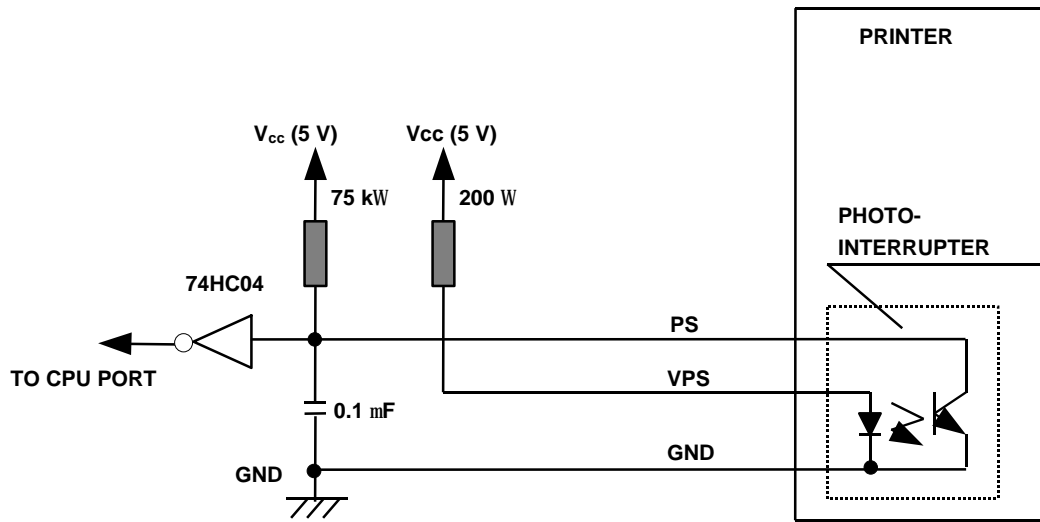 PRINTER
Vcc (5 V)
Vcc (5 V)
75 kW
200 W
PHOTO-
INTERRUPTER
74HC04
PS
TO CPU PORT
VPS
0.1 mF
GND
GND